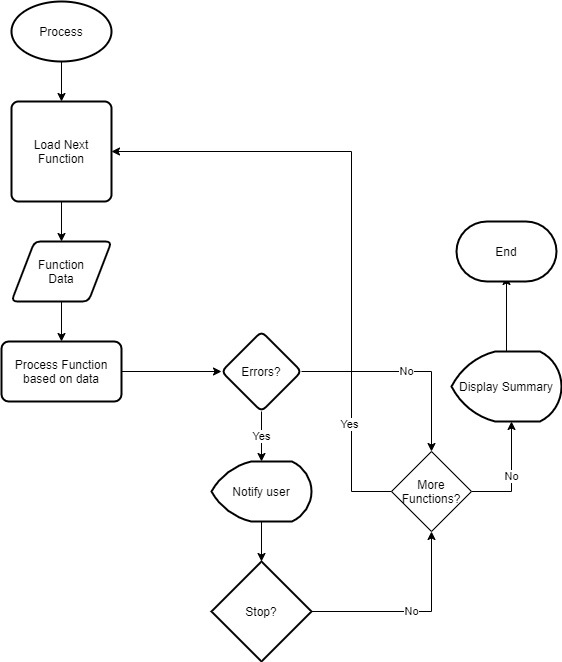 Process
Load Next
Function
Function
Data
Process Function
based on data
Errors?
No
Yes
Yes
Notify user
Stop?
No
More
Functions?
No
Display Summary
End